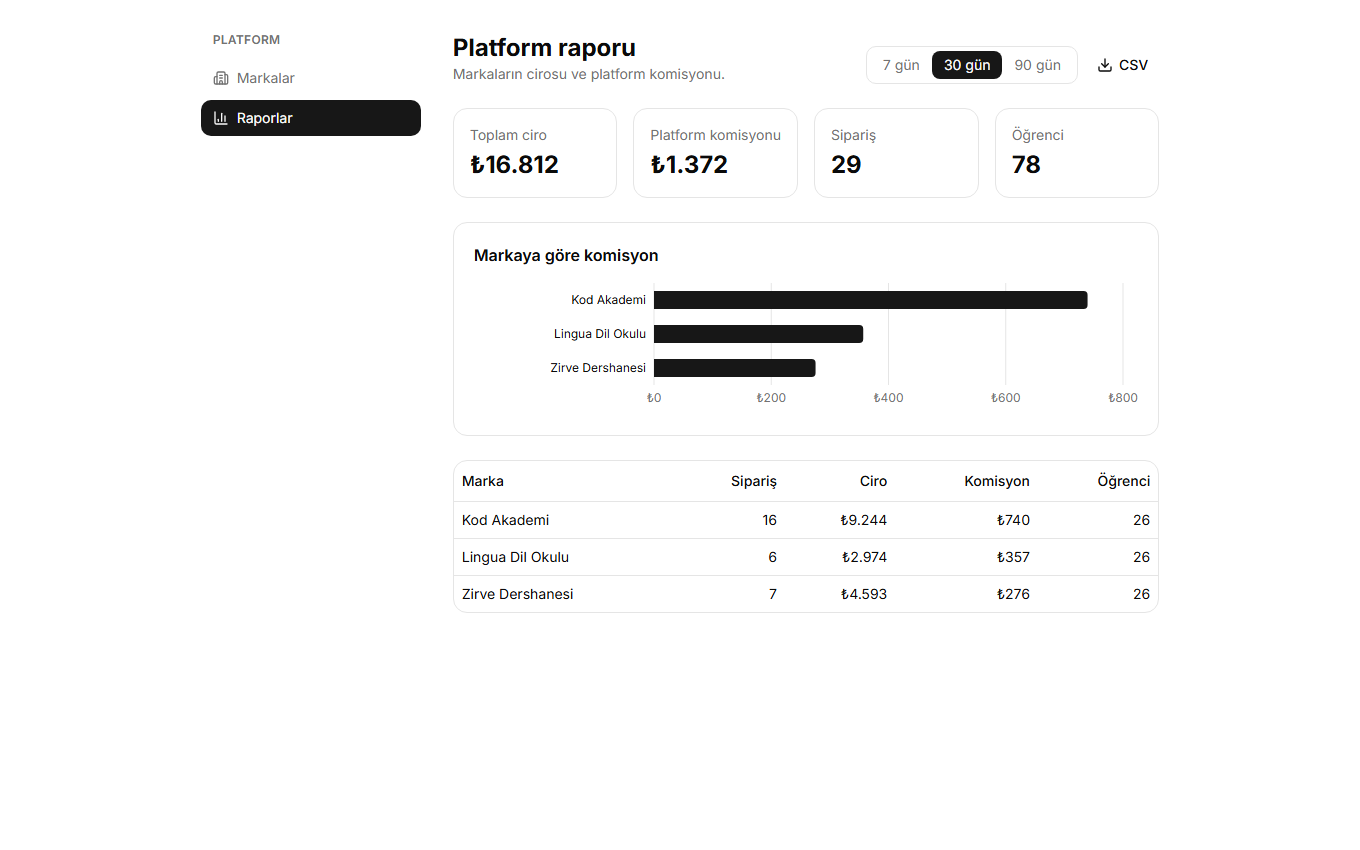 PLATFORM
Markalar
Raporlar
Platform raporu
Markaların cirosu ve platform komisyonu.
7 gün 30 gün 90 gün CSV
Toplam ciro
₺16.812
Platform komisyonu
₺1.372
Sipariş
29
Öğrenci
78
Markaya göre komisyon
Kod Akademi
Lingua Dil Okulu
Zirve Dershanesi
₺0 ₺200 ₺400 ₺600 ₺800
Marka Sipariş Ciro Komisyon Öğrenci
Kod Akademi 16 ₺9.244 ₺740 26
Lingua Dil Okulu 6 ₺2.974 ₺357 26
Zirve Dershanesi 7 ₺4.593 ₺276 26